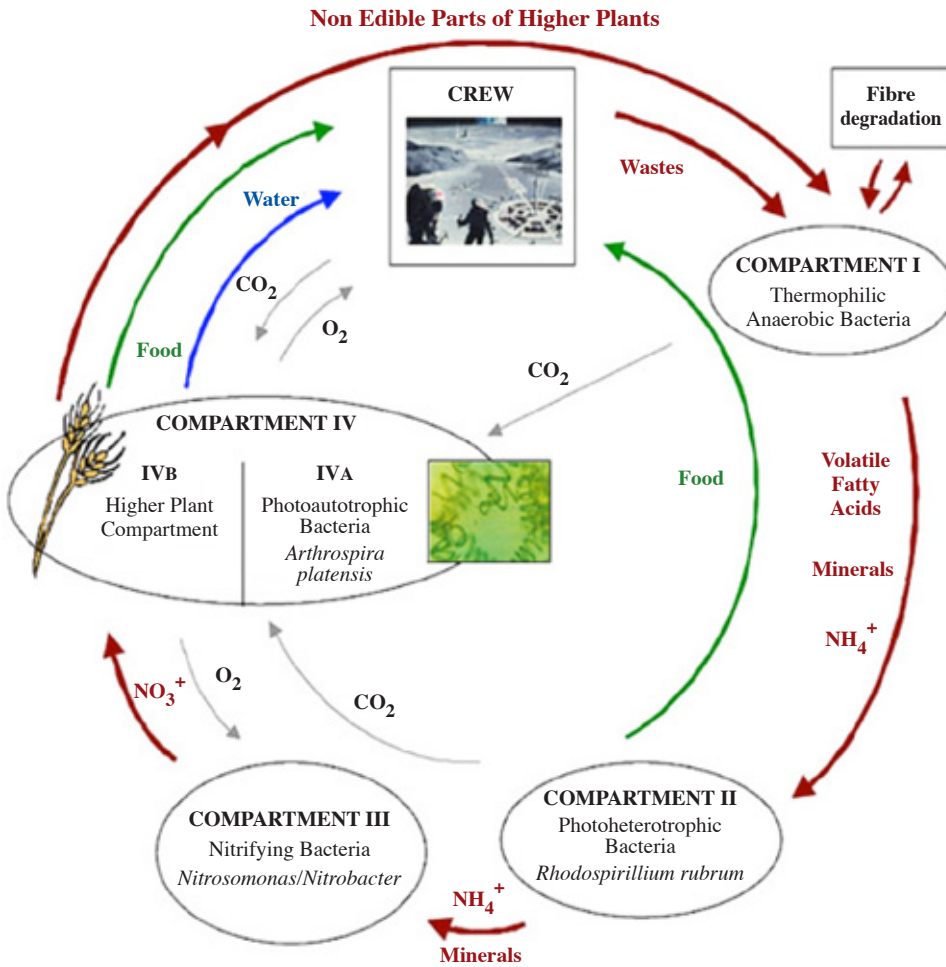 Non Edible Parts of Higher Plants
CREW
Fibre
degradation
Wastes
Water
CO2
O2
Food
COMPARTMENT I
Thermophilic
Anaerobic Bacteria
CO2
COMPARTMENT IV
IVB
Higher Plant
Compartment
IVA
Photoautotrophic
Bacteria
Arthrospira
platensis
Food
Volatile
Fatty
Acids
Minerals
NH4+
NO3+
O2
CO2
COMPARTMENT III
Nitrifying Bacteria
Nitrosomonas/Nitrobacter
COMPARTMENT II
Photoheterotrophic
Bacteria
Rhodospirillium rubrum
NH4+
Minerals